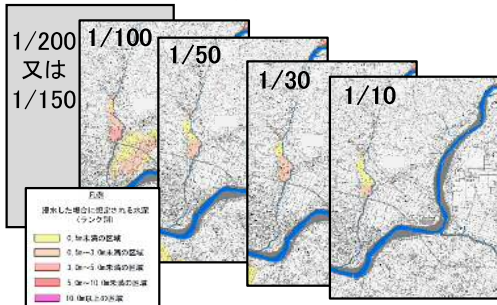 1/200
又は
1/150
1/100
1/50
1/30
1/10
凡例
浸水した場合に想定される水深
（ランク別）
0.5m未満の区域
0.5m～3.0m未満の区域
3.0m～5.0m未満の区域
5.0m～10.0m未満の区域
10.0m以上の区域